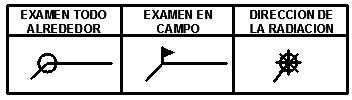 EXAMEN TODO
ALREDEDOR
EXAMEN EN
CAMPO
DIRECCION DE
LA RADIACION